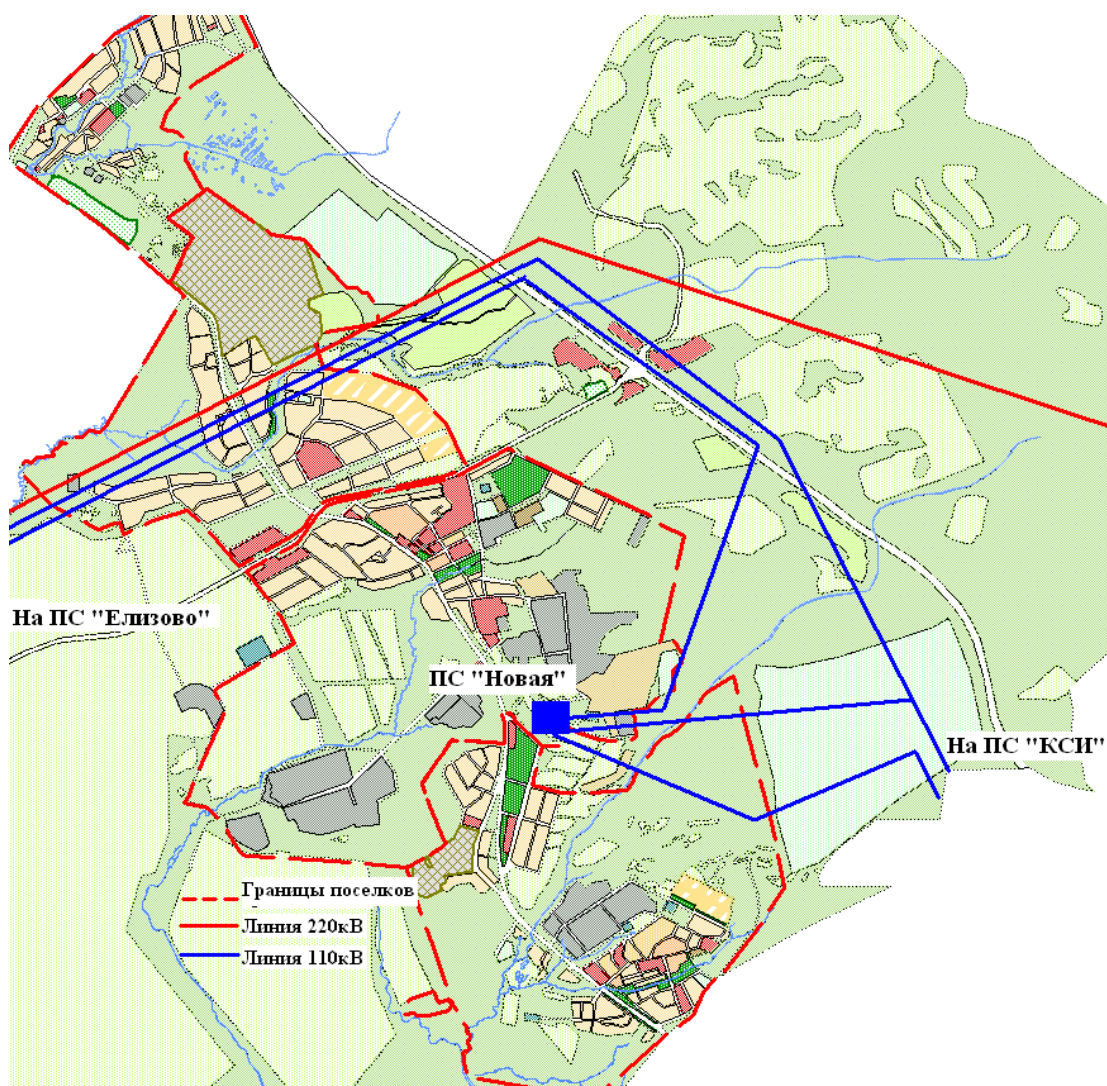 На ПС "Елизово"
ПС "Новая"
На ПС "КСИ"
Границы поселков
Линия 220кВ
Линия 110кВ